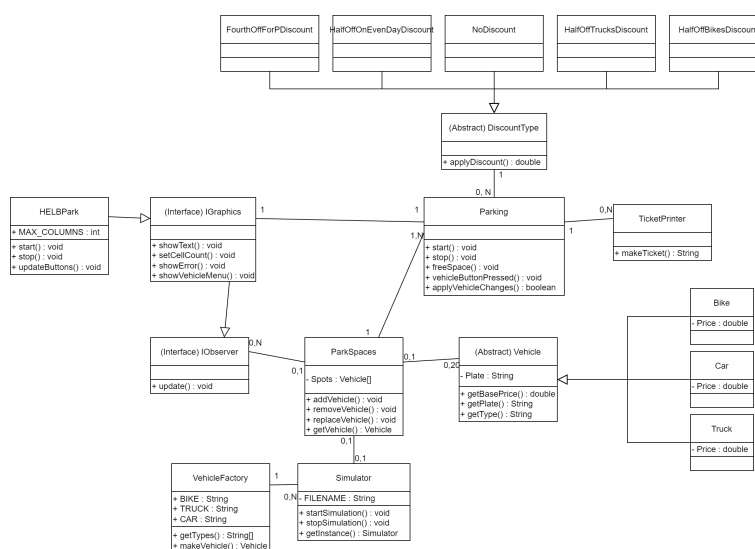 FourthOffForPDiscount
HalfOffOnEvenDayDiscount
NoDiscount
HalfOffTrucksDiscount
HalfOffBikesDiscoun
(Abstract) DiscountType
+ applyDiscount() : double
1
0, N
HELBPark
+ MAX_COLUMNS : int
+ start() : void
+ stop() : void
+ updateButtons() : void
(Interface) IGraphics
+ showText() : void
+ setCellCount() : void
+ showError() : void
+ showVehicleMenu() : void
1
1
Parking
+ start() : void
+ stop() : void
+ freeSpace() : void
+ vehicleButtonPressed() : void
+ applyVehicleChanges() : boolean
0,N
1
TicketPrinter
+ makeTicket() : String
1,N
1
(Interface) IObserver
+ update() : void
0,N
0,1
ParkSpaces
- Spots : Vehicle[]
+ addVehicle() : void
+ removeVehicle() : void
+ replaceVehicle() : void
+ getVehicle() : Vehicle
0,1
0,20
(Abstract) Vehicle
- Plate : String
+ getBasePrice() : double
+ getPlate() : String
+ getType() : String
Bike
- Price : double
Car
- Price : double
Truck
- Price : double
0,1
0,1
VehicleFactory
+ BIKE : String
+ TRUCK : String
+ CAR : String
+ getTypes() : String[]
+ makeVehicle() : Vehicle
1
0,N
Simulator
- FILENAME : String
+ startSimulation() : void
+ stopSimulation() : void
+ getInstance() : Simulator